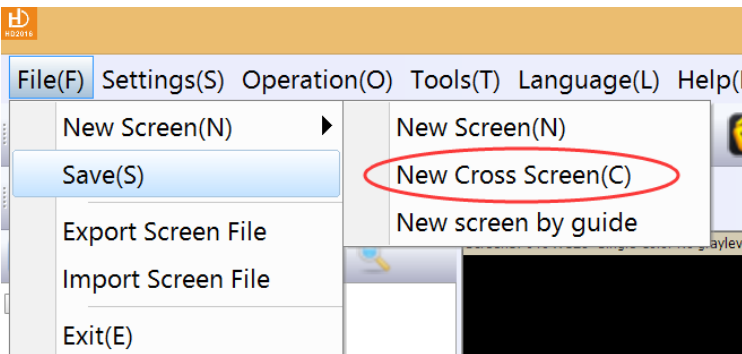 HD2016
File(F) Settings(S) Operation(O) Tools(T) Language(L) Help(
New Screen(N)
Save(S)
Export Screen File
Import Screen File
Exit(E)
New Screen(N)
New Cross Screen(C)
New screen by guide